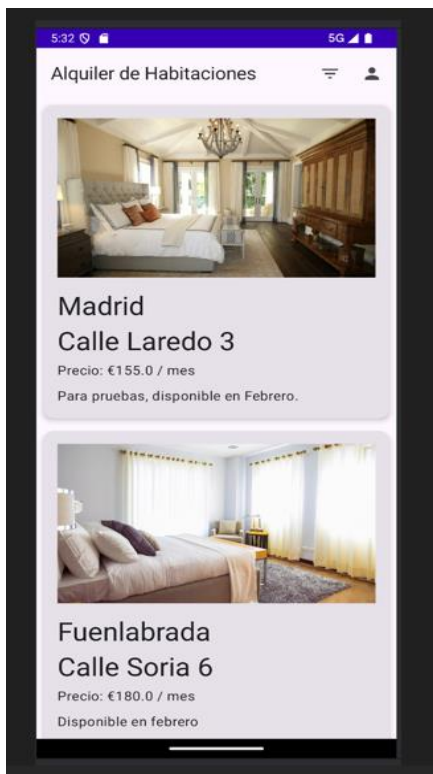 5:32 5G
Alquiler de Habitaciones
Madrid
Calle Laredo 3
Precio: €155.0 / mes
Para pruebas, disponible en Febrero.
Fuenlabrada
Calle Soria 6
Precio: €180.0 / mes
Disponible en febrero